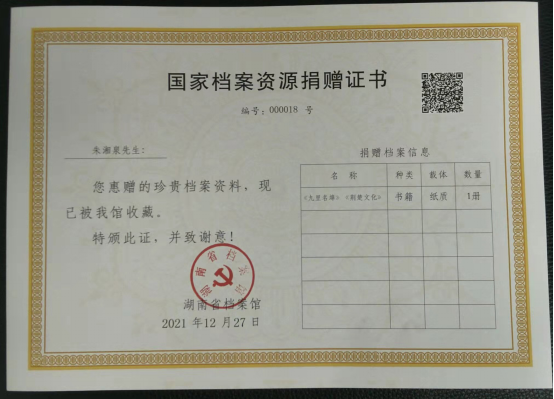 国家档案资源捐赠证书
编号：000018 号
朱湘泉先生：
您惠赠的珍贵档案资料，现
已被我馆收藏。
特颁此证，并致谢意！
湖南省档案馆
湖南省档案馆
2021 年 12 月 27 日
捐赠档案信息
名 称 种类 载体 数量
《九里名埠》《荆楚文化》 书籍 纸质 1册